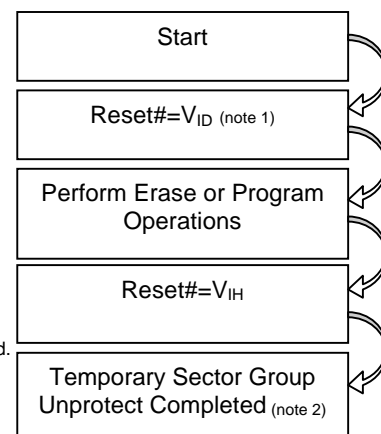 Start
Reset#=VID (note 1)
Perform Erase or Program
Operations
Reset#=VIH
d.
Temporary Sector Group
Unprotect Completed (note 2)